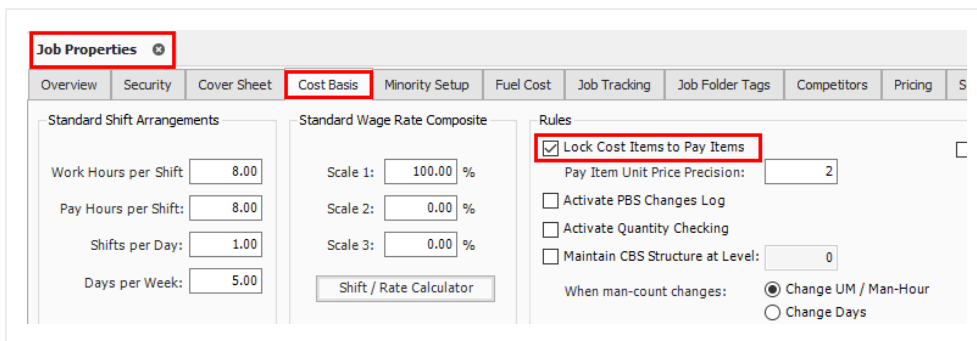 Job Properties
Overview Security Cover Sheet Cost Basis Minority Setup Fuel Cost Job Tracking Job Folder Tags Competitors Pricing S
Standard Shift Arrangements Standard Wage Rate Composite Rules
Lock Cost Items to Pay Items
Work Hours per Shift 8.00 Scale 1: 100.00 % Pay Item Unit Price Precision: 2
Activate PBS Changes Log
Pay Hours per Shift: 8.00 Scale 2: 0.00 %
Activate Quantity Checking
Shifts per Day: 1.00 Scale 3: 0.00 %
Maintain CBS Structure at Level: 0
Days per Week: 5.00 Shift / Rate Calculator When man-count changes: Change UM / Man-Hour
Change Days